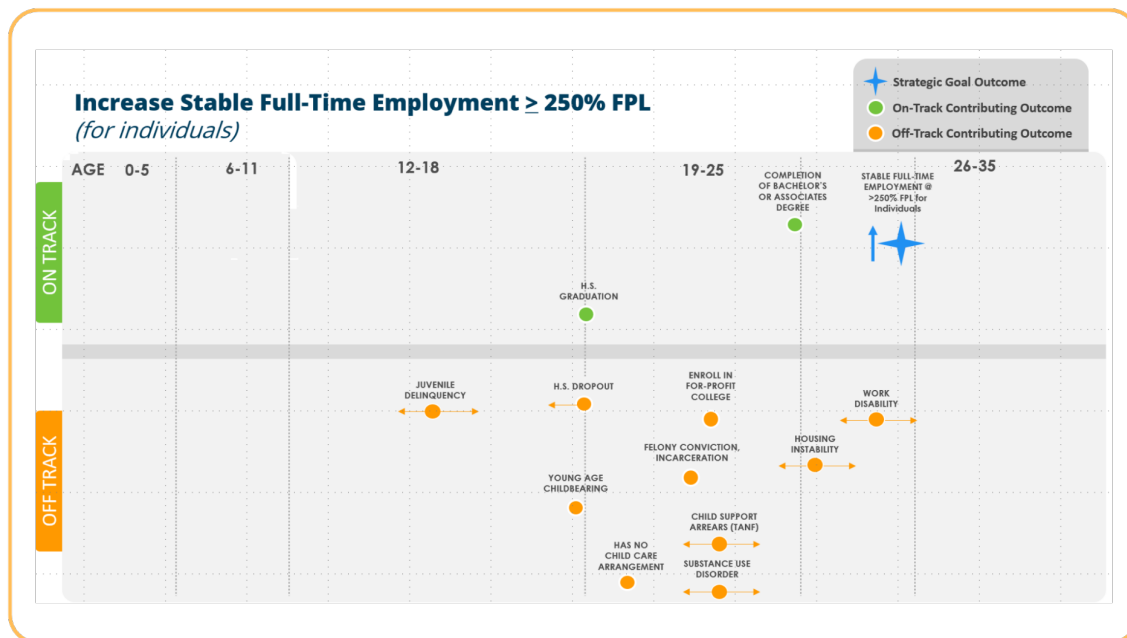 Strategic Goal Outcome
On-Track Contributing Outcome
Off-Track Contributing Outcome
Increase Stable Full-Time Employment ≥ 250% FPL
(for individuals)
AGE 0-5 6-11 12-18 19-25 26-35
ON TRACK
COMPLETION
OF BACHELOR'S
OR ASSOCIATES
DEGREE
STABLE FULL-TIME
EMPLOYMENT @
>250% FPL for
Individuals
H.S.
GRADUATION
OFF TRACK
JUVENILE
DELINQUENCY
H.S. DROPOUT
ENROLL IN
FOR-PROFIT
COLLEGE
WORK
DISABILITY
FELONY CONVICTION,
INCARCERATION
HOUSING
INSTABILITY
YOUNG AGE
CHILDBEARING
CHILD SUPPORT
ARREARS (TANF)
HAS NO
CHILD CARE
ARRANGEMENT
SUBSTANCE USE
DISORDER